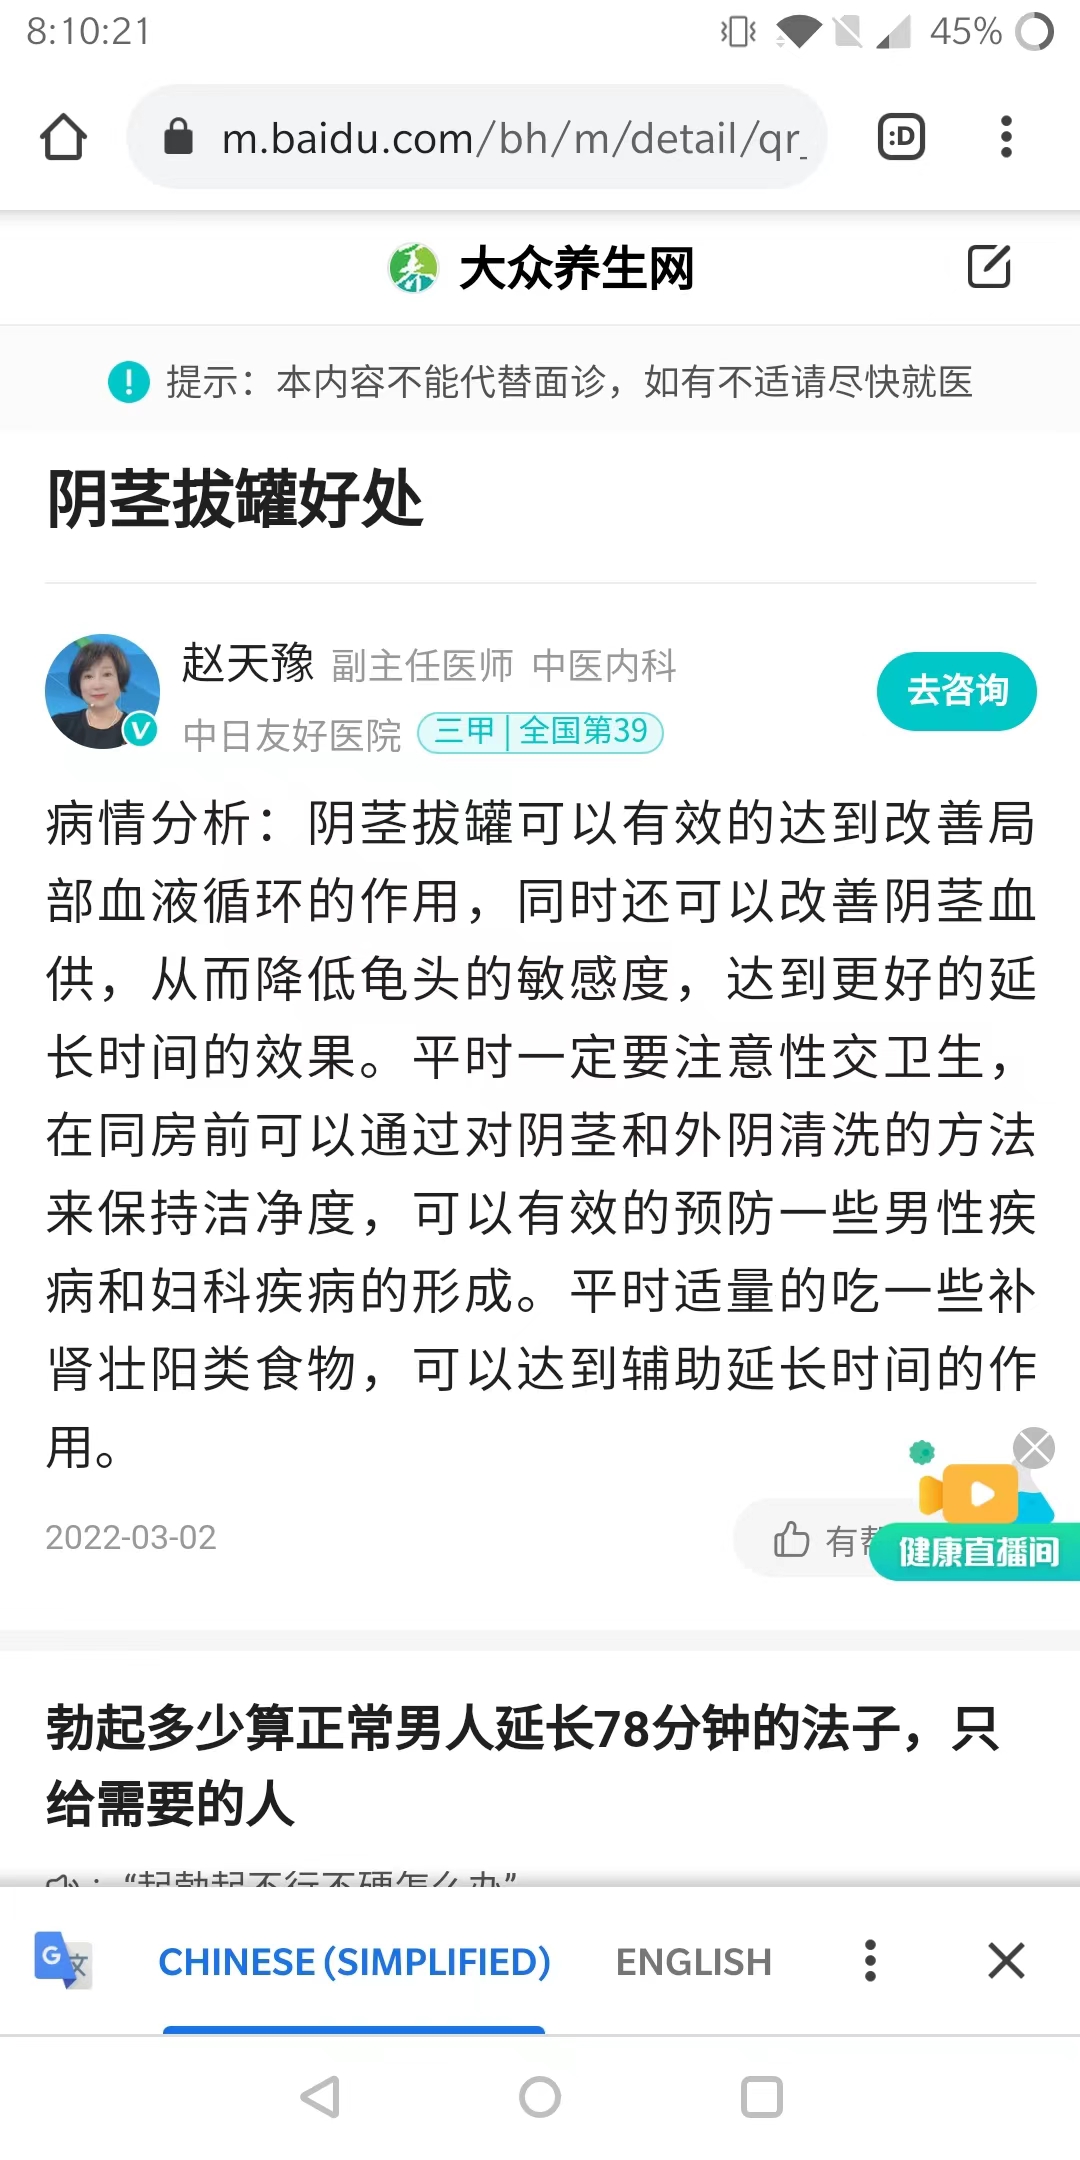 8:10:21
45%
m.baidu.com/bh/m/detail/qr_
:D
大众养生网
提示：本内容不能代替面诊，如有不适请尽快就医
阴茎拔罐好处
赵天豫 副主任医师 中医内科
去咨询
中日友好医院 三甲 | 全国第39
病情分析：阴茎拔罐可以有效的达到改善局
部血液循环的作用，同时还可以改善阴茎血
供，从而降低龟头的敏感度，达到更好的延
长时间的效果。平时一定要注意性交卫生，
在同房前可以通过对阴茎和外阴清洗的方法
来保持洁净度，可以有效的预防一些男性疾
病和妇科疾病的形成。平时适量的吃一些补
肾壮阳类食物，可以达到辅助延长时间的作
用。
2022-03-02
有
健康直播间
勃起多少算正常男人延长78分钟的法子，只
给需要的人
：“起勃起不行不硬怎么办”
CHINESE (SIMPLIFIED)
ENGLISH